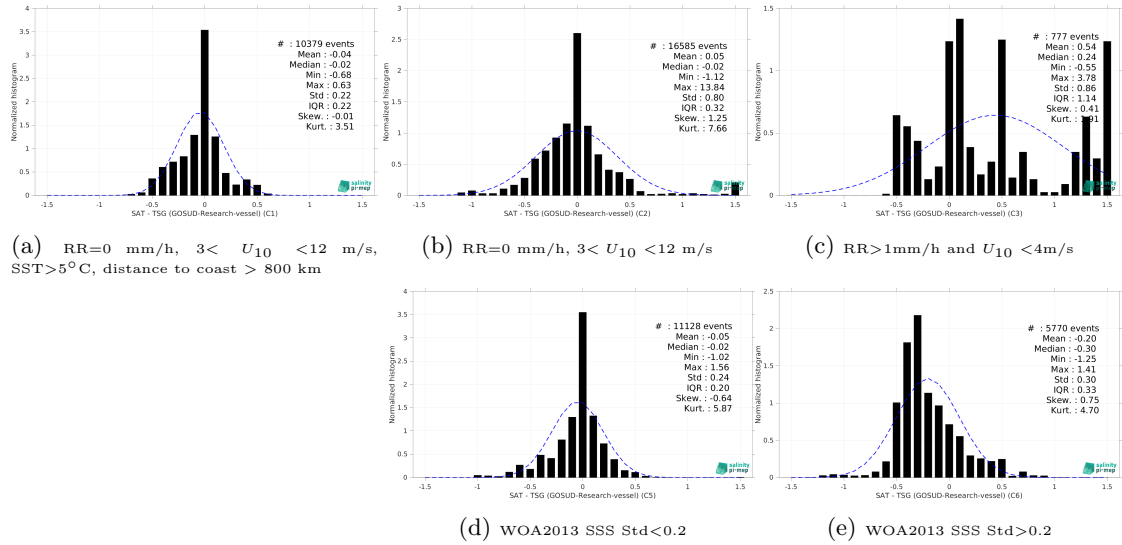 4
3.5
3
2.5
2
1.5
1
0.5
0
Normalized histogram
# : 10379 events
Mean : -0.04
Median : -0.02
Min : -0.68
Max : 0.63
Std : 0.22
IQR : 0.22
Skew. : -0.01
Kurt. : 3.51
salinity
pi-mep
-1.5 -1 -0.5 0 0.5 1 1.5
SAT - TSG (GOSUD-Research-vessel) (C1)
(a) RR=0 mm/h, 3< U10 <12 m/s,
SST>5°C, distance to coast > 800 km
3
2.5
2
1.5
1
0.5
0
Normalized histogram
# : 16585 events
Mean : 0.05
Median : -0.02
Min : -1.12
Max : 13.84
Std : 0.80
IQR : 0.32
Skew. : 1.25
Kurt. : 7.66
salinity
pi-mep
-1.5 -1 -0.5 0 0.5 1 1.5
SAT - TSG (GOSUD-Research-vessel) (C2)
(b) RR=0 mm/h, 3< U10 <12 m/s
1.5
1
0.5
0
Normalized histogram
# : 777 events
Mean : 0.54
Median : 0.24
Min : -0.55
Max : 3.78
Std : 0.86
IQR : 1.14
Skew. : 0.41
Kurt. : 1.91
salinity
pi-mep
-1.5 -1 -0.5 0 0.5 1 1.5
SAT - TSG (GOSUD-Research-vessel) (C3)
(c) RR>1mm/h and U10 <4m/s
4
3.5
3
2.5
2
1.5
1
0.5
0
Normalized histogram
# : 11128 events
Mean : -0.05
Median : -0.02
Min : -1.02
Max : 1.56
Std : 0.24
IQR : 0.20
Skew. : -0.64
Kurt. : 5.87
salinity
pi-mep
-1.5 -1 -0.5 0 0.5 1 1.5
SAT - TSG (GOSUD-Research-vessel) (C5)
(d) WOA2013 SSS Std<0.2
2.5
2
1.5
1
0.5
0
Normalized histogram
# : 5770 events
Mean : -0.20
Median : -0.30
Min : -1.25
Max : 1.41
Std : 0.30
IQR : 0.33
Skew. : 0.75
Kurt. : 4.70
salinity
pi-mep
-1.5 -1 -0.5 0 0.5 1 1.5
SAT - TSG (GOSUD-Research-vessel) (C6)
(e) WOA2013 SSS Std>0.2